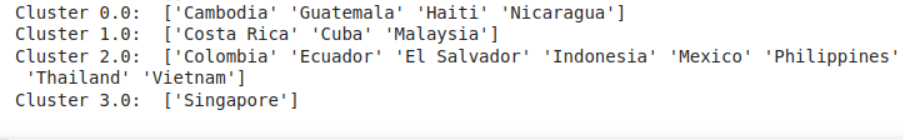 Cluster 0.0:  ['Cambodia' 'Guatemala' 'Haiti' 'Nicaragua']
Cluster 1.0:  ['Costa Rica' 'Cuba' 'Malaysia']
Cluster 2.0:  ['Colombia' 'Ecuador' 'El Salvador' 'Indonesia' 'Mexico' 'Philippines'
 'Thailand' 'Vietnam']
Cluster 3.0:  ['Singapore']